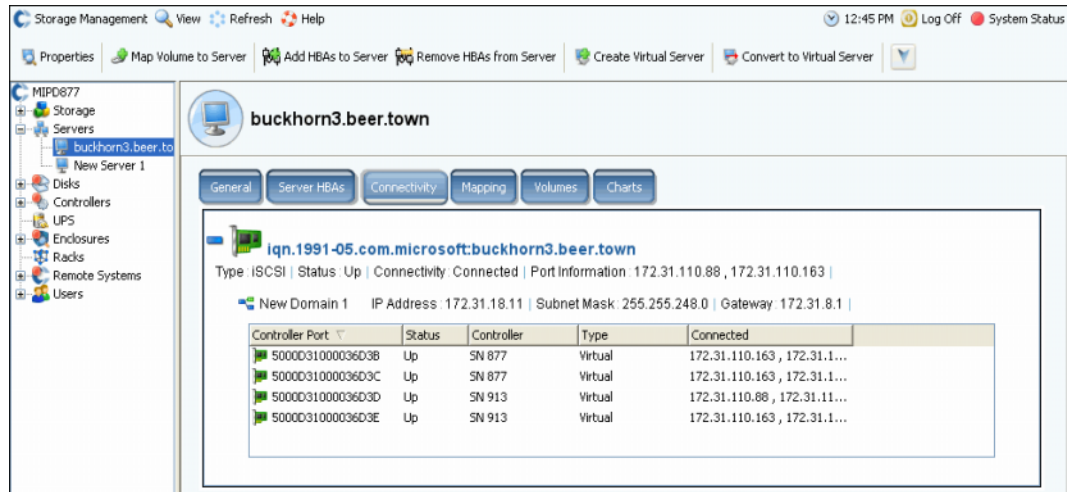 Storage Management View Refresh Help 12:45 PM Log Off System Status
Properties Map Volume to Server Add HBAs to Server Remove HBAs from Server Create Virtual Server Convert to Virtual Server
MIPD877
Storage
Servers
buckhorn3.beer.to
New Server 1
Disks
Controllers
UPS
Enclosures
Racks
Remote Systems
Users
buckhorn3.beer.town
General Server HBAs Connectivity Mapping Volumes Charts
iqn.1991-05.com.microsoft:buckhorn3.beer.town
Type : iSCSI | Status : Up | Connectivity : Connected | Port Information : 172.31.110.88 , 172.31.110.163 |
New Domain 1 IP Address : 172.31.18.11 | Subnet Mask : 255.255.248.0 | Gateway : 172.31.8.1 |
Controller Port Status Controller Type Connected
5000D31000036D3B Up SN 877 Virtual 172.31.110.163 , 172.31.1...
5000D31000036D3C Up SN 877 Virtual 172.31.110.163 , 172.31.1...
5000D31000036D3D Up SN 913 Virtual 172.31.110.88 , 172.31.11...
5000D31000036D3E Up SN 913 Virtual 172.31.110.163 , 172.31.1...